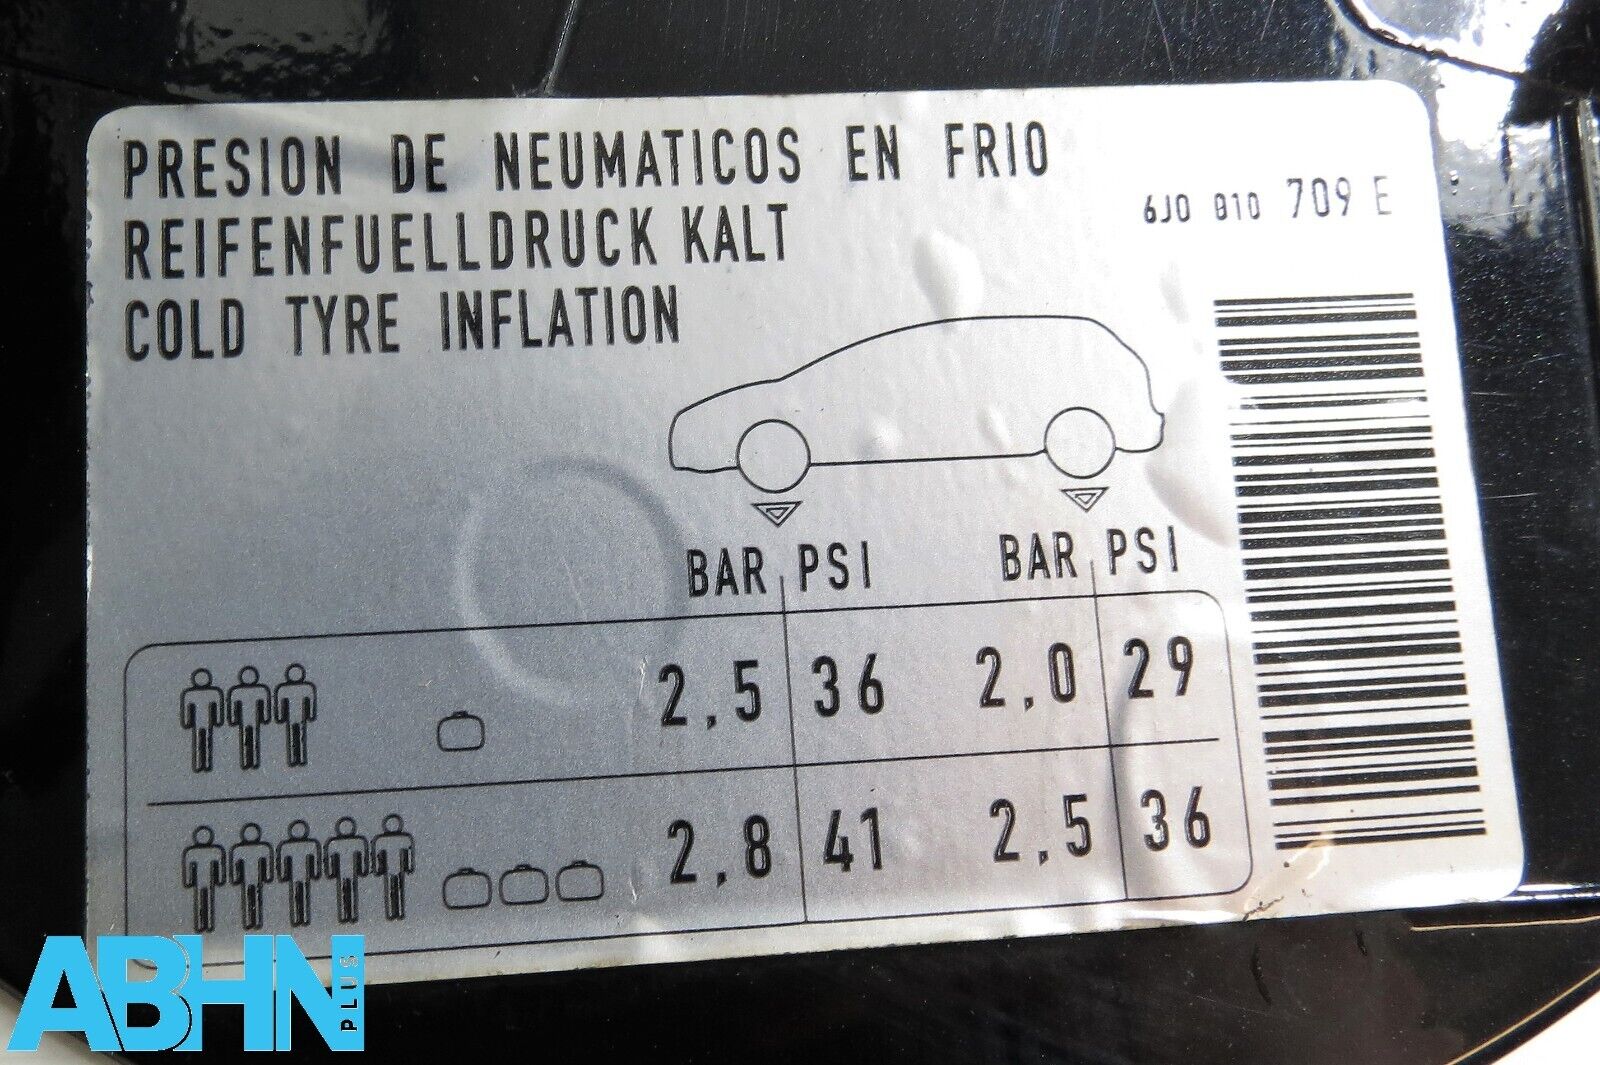 PRESION DE NEUMATICOS EN FRIO
REIFENFUELLDRUCK KALT
COLD TYRE INFLATION
6J0 010 709 E
BAR PSI BAR PSI
2,5 36 2,0 29
2,8 41 2,5 36
ABHN PLUS